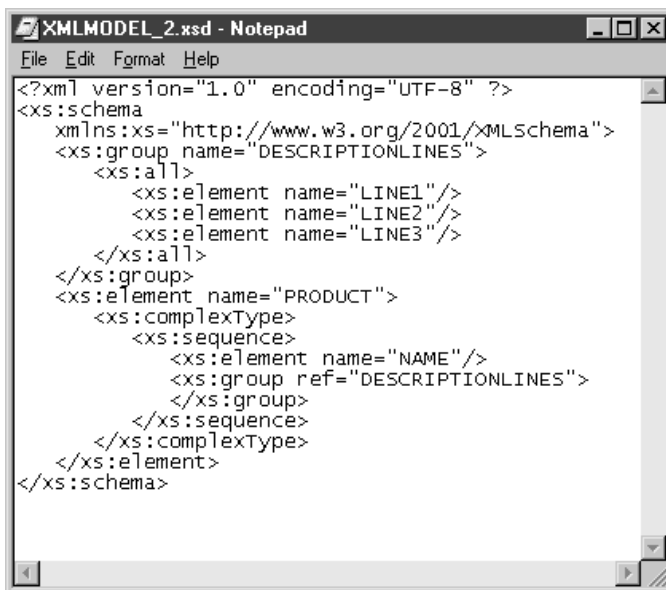 XMLMODEL_2.xsd - Notepad
File Edit Format Help
<?xml version="1.0" encoding="UTF-8" ?>
<xs:schema
   xmlns:xs="http://www.w3.org/2001/XMLSchema">
   <xs:group name="DESCRIPTIONLINES">
      <xs:all>
         <xs:element name="LINE1"/>
         <xs:element name="LINE2"/>
         <xs:element name="LINE3"/>
      </xs:all>
   </xs:group>
   <xs:element name="PRODUCT">
      <xs:complexType>
         <xs:sequence>
            <xs:element name="NAME"/>
            <xs:group ref="DESCRIPTIONLINES">
            </xs:group>
         </xs:sequence>
      </xs:complexType>
   </xs:element>
</xs:schema>